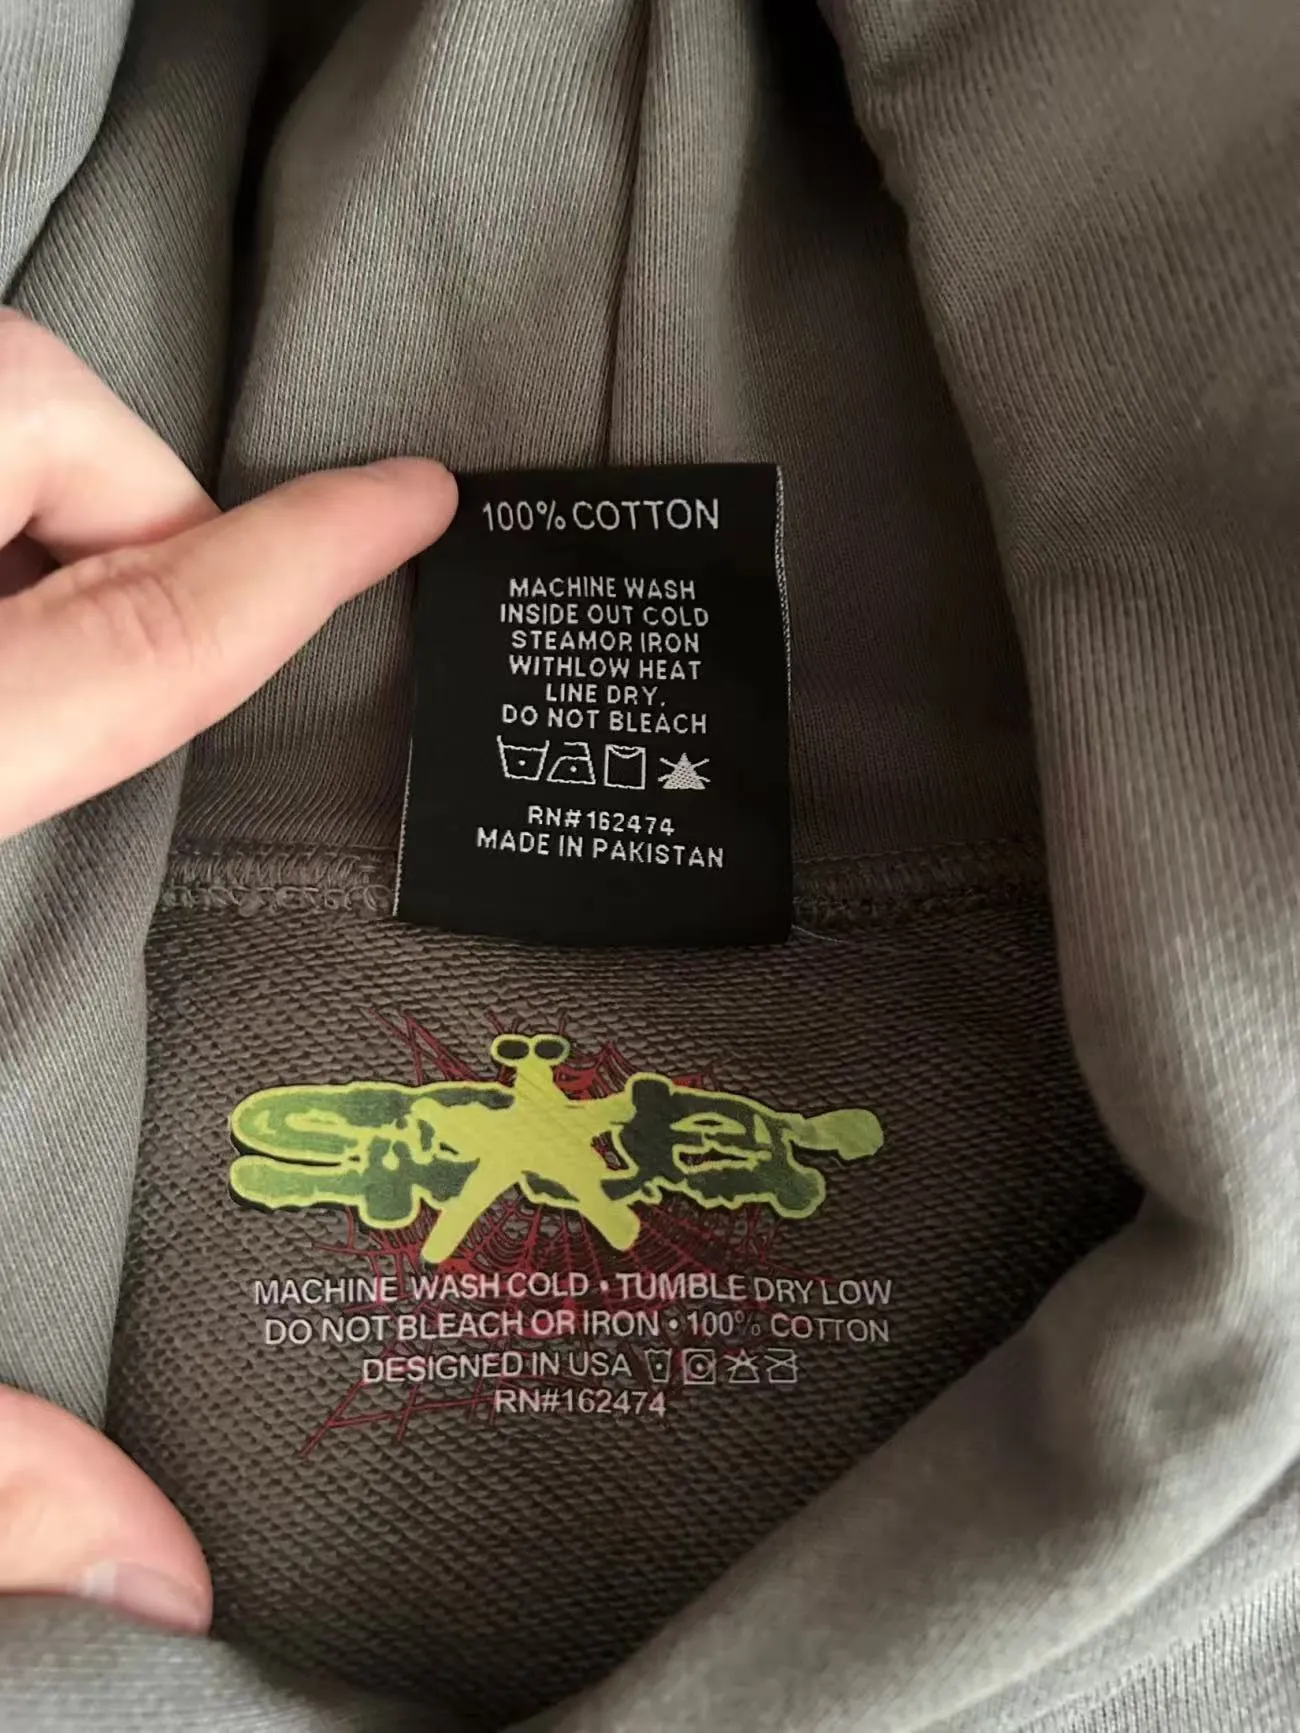 100% COTTON
MACHINE WASH
INSIDE OUT COLD
STEAMOR IRON
WITHLOW HEAT
LINE DRY.
DO NOT BLEACH
RN#162474
MADE IN PAKISTAN
MACHINE WASH COLD • TUMBLE DRY LOW
DO NOT BLEACH OR IRON • 100% COTTON
DESIGNED IN USA
RN#162474